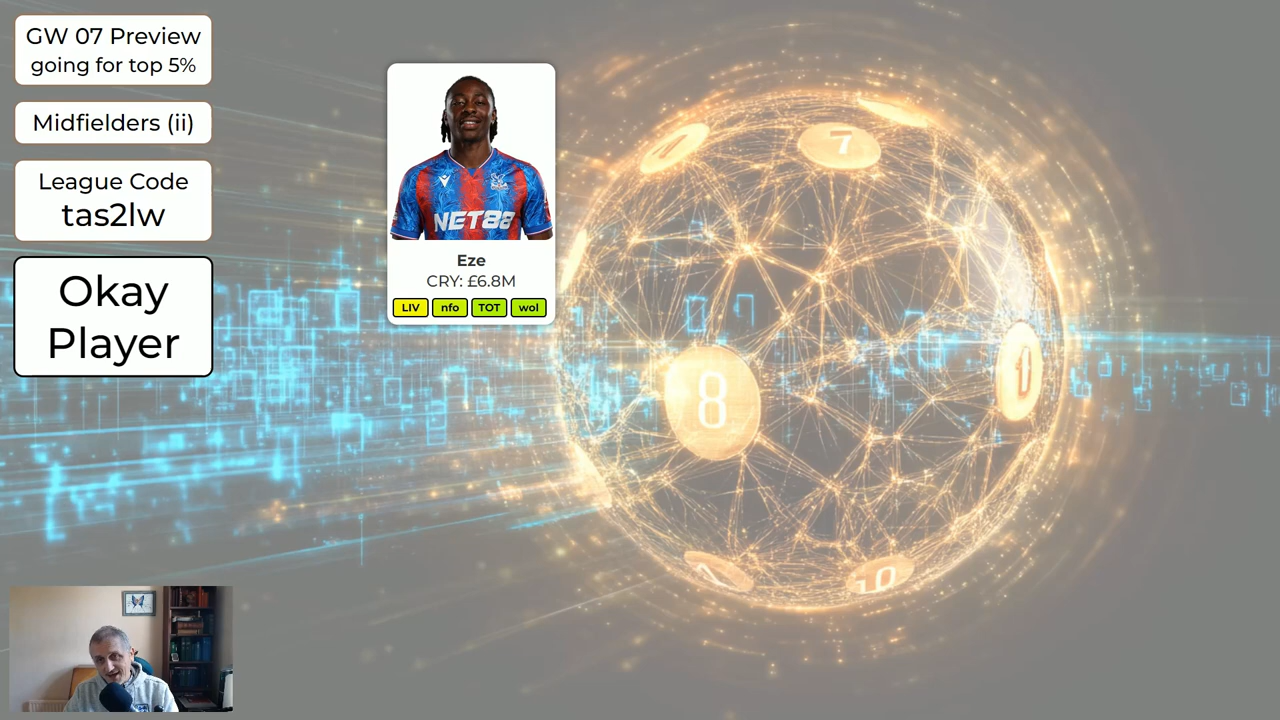 GW 07 Preview
going for top 5%
Midfielders (ii)
League Code
tas2lw
Okay
Player
NET88
Eze
CRY: £6.8M
LIV nfo TOT wol
7
8
1
10